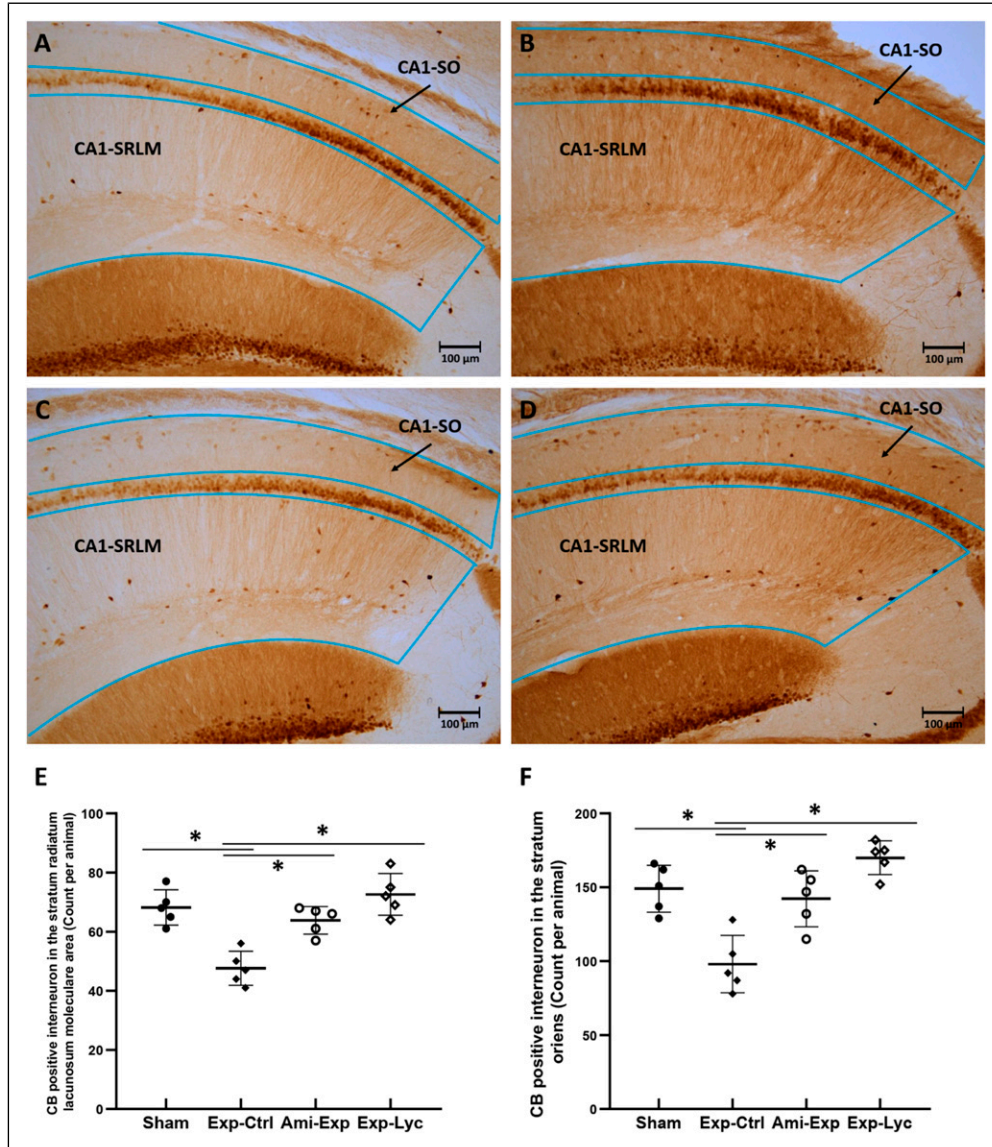 A
CA1-SO
CA1-SRLM
100 µm
B
CA1-SO
CA1-SRLM
100 µm
C
CA1-SO
CA1-SRLM
100 µm
D
CA1-SO
CA1-SRLM
100 µm
E
CB positive interneuron in the stratum radiatum
lacunosum moleculare area (Count per animal)
100
80
60
40
20
0
*
*
*
Sham Exp-Ctrl Ami-Exp Exp-Lyc
F
CB positive interneuron in the stratum
oriens (Count per animal)
200
150
100
50
0
*
*
*
Sham Exp-Ctrl Ami-Exp Exp-Lyc